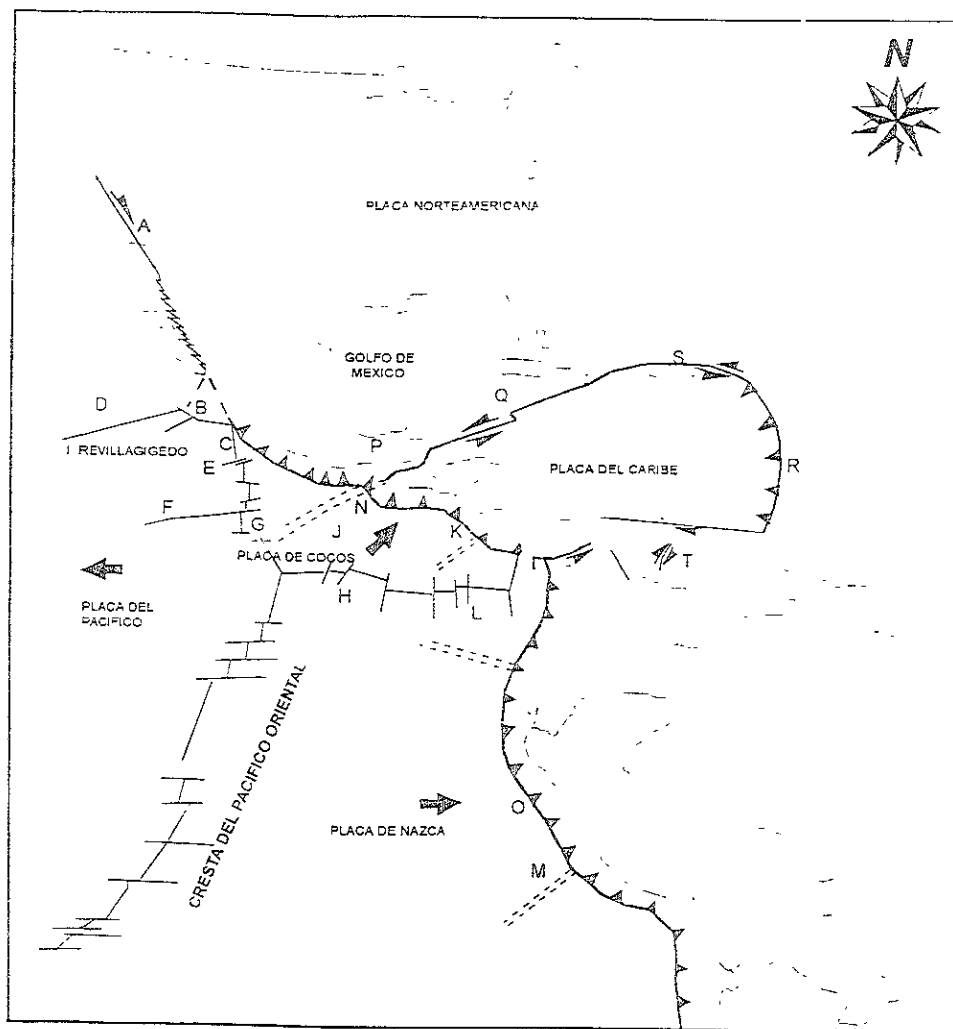 N
A
PLACA NORTEAMERICANA
GOLFO DE
MEXICO
S
D
B
Q
I REVILLAGIGEDO
C
P
E
PLACA DEL CARIBE
R
F
N
G
J
K
PLACA DE COCOS
T
PLACA DEL
PACIFICO
H
L
CRESTA DEL PACIFICO ORIENTAL
O
PLACA DE NAZCA
M